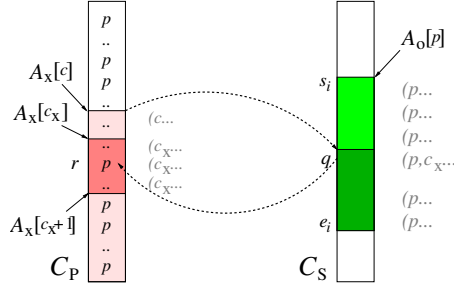 p
..
p
p
..
A_x[c]
..
A_x[c_X]
..
r p
..
A_x[c_X+1]
p
p
..
p
p
C_P
(c...
(c_X...
(c_X...
(c_X...
A_o[p]
s_i
(p...
(p...
(p...
q (p,c_X...
(p...
e_i (p...
C_S